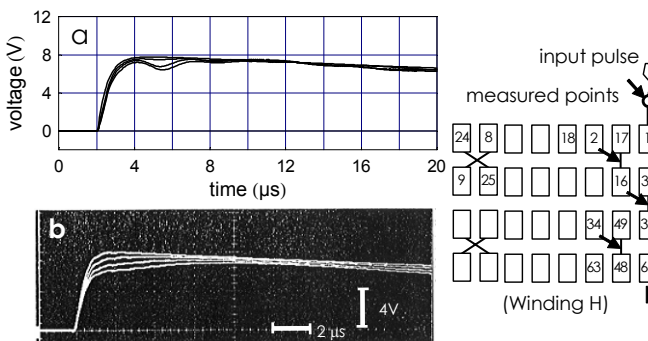 a
voltage (V)
12
8
4
0
0 4 8 12 16 20
time (µs)
b
4V
2 µs
input pulse
measured points
24 8 18 2 17 1
9 25 16 3
34 49 3
63 48 6
(Winding H)